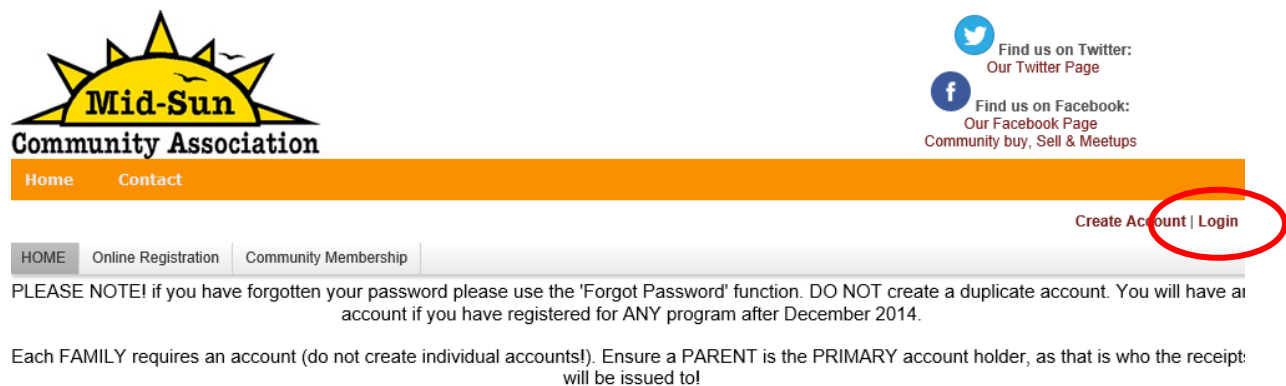 Mid-Sun
Community Association
Find us on Twitter:
Our Twitter Page
f
Find us on Facebook:
Our Facebook Page
Community buy, Sell & Meetups
Home Contact
Create Account | Login
HOME Online Registration Community Membership
PLEASE NOTE! if you have forgotten your password please use the 'Forgot Password' function. DO NOT create a duplicate account. You will have
account if you have registered for ANY program after December 2014.
Each FAMILY requires an account (do not create individual accounts!). Ensure a PARENT is the PRIMARY account holder, as that is who the receipts
will be issued to!